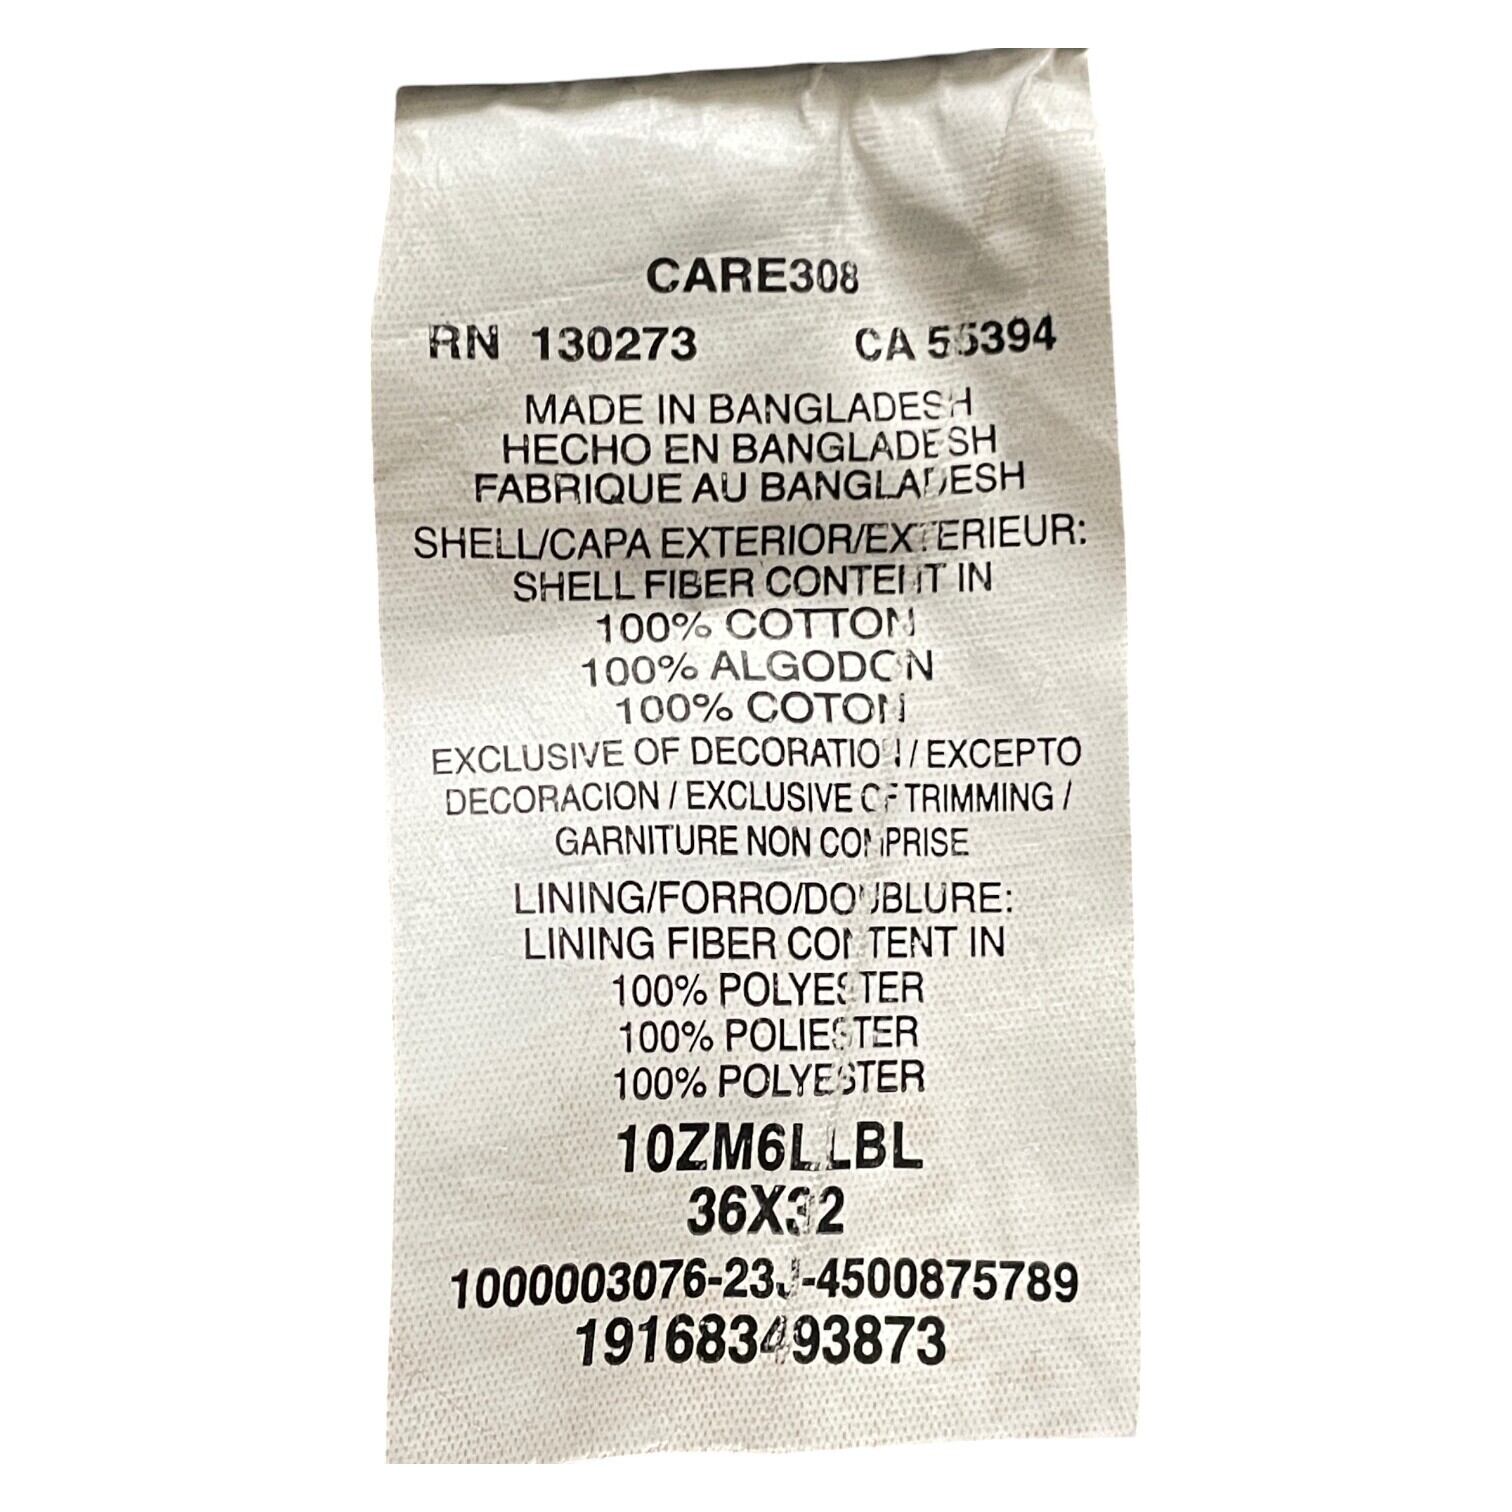 CARE308
RN 130273 CA 55394
MADE IN BANGLADESH
HECHO EN BANGLADESH
FABRIQUE AU BANGLADESH
SHELL/CAPA EXTERIOR/EXTERIEUR:
SHELL FIBER CONTENT IN
100% COTTON
100% ALGODON
100% COTON
EXCLUSIVE OF DECORATION / EXCEPTO
DECORACION / EXCLUSIVE OF TRIMMING /
GARNITURE NON COMPRISE
LINING/FORRO/DOUBLURE:
LINING FIBER CONTENT IN
100% POLYESTER
100% POLIESTER
100% POLYESTER
10ZM6LLBL
36X32
1000003076-23J-4500875789
191683493873